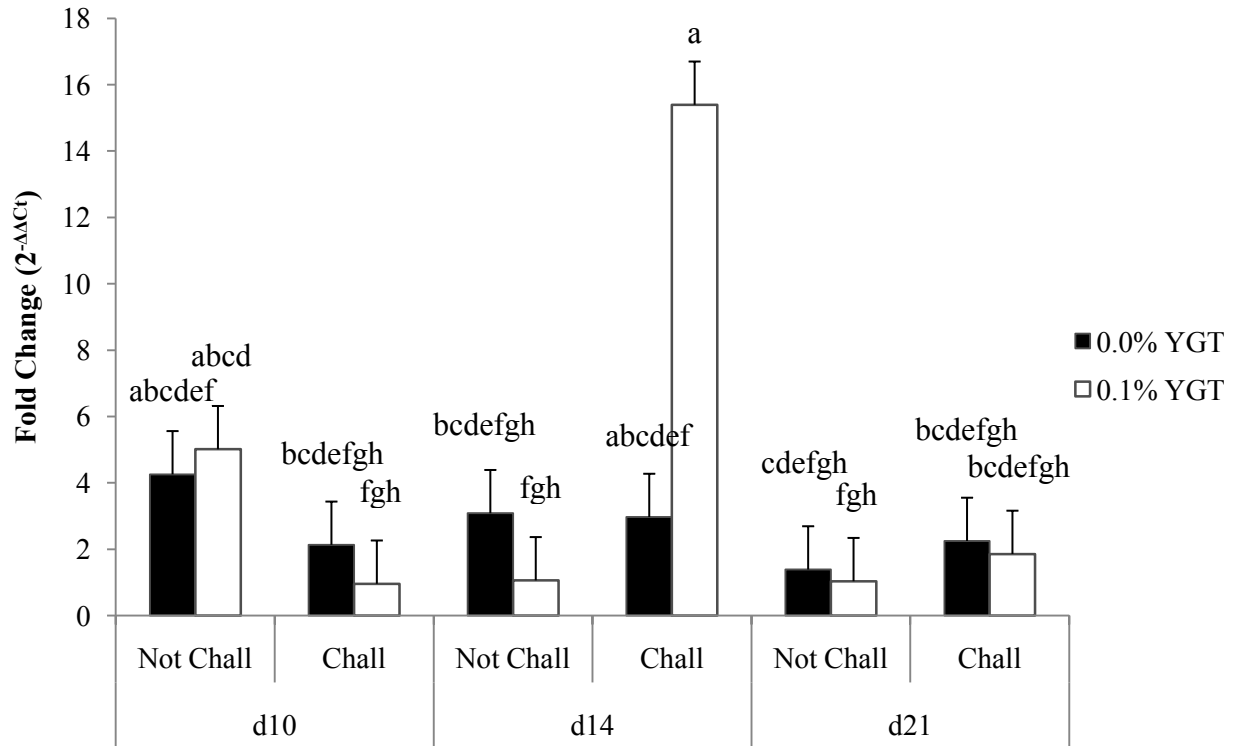 18
16
14
12
10
8
6
4
2
0
Fold Change (2-ΔΔCt)
a
abcd
abcdef
bcdefgh
fgh
bcdefgh
fgh
abcdef
cdefgh
fgh
bcdefgh
bcdefgh
0.0% YGT
0.1% YGT
Not Chall
Chall
Not Chall
Chall
Not Chall
Chall
d10
d14
d21